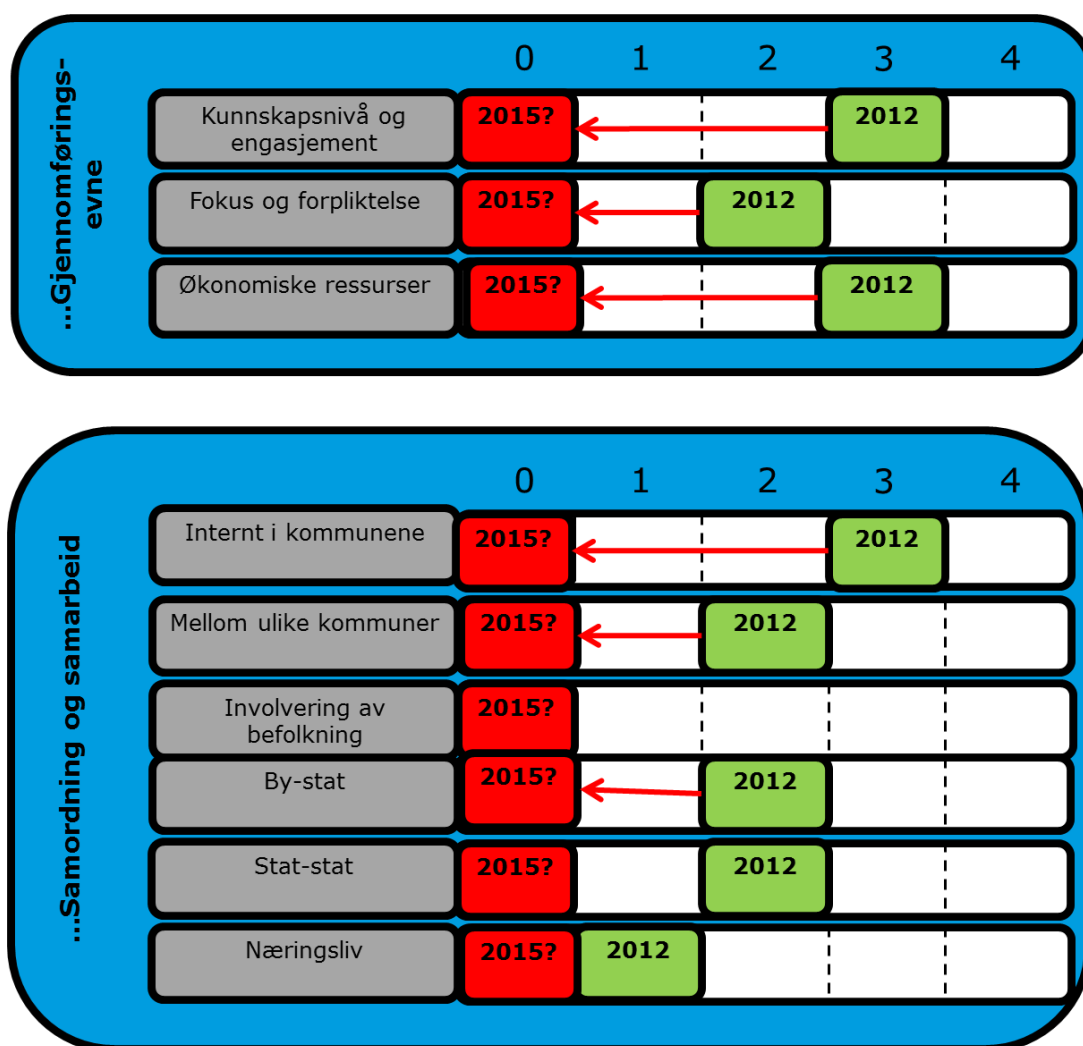 ...Gjennomførings-
evne
0 1 2 3 4
Kunnskapsnivå og
engasjement
2015? 2012
Fokus og forpliktelse
2015? 2012
Økonomiske ressurser
2015? 2012
...Samordning og samarbeid
0 1 2 3 4
Internt i kommunene
2015? 2012
Mellom ulike kommuner
2015? 2012
Involvering av
befolkning
2015?
By-stat
2015? 2012
Stat-stat
2015? 2012
Næringsliv
2015? 2012